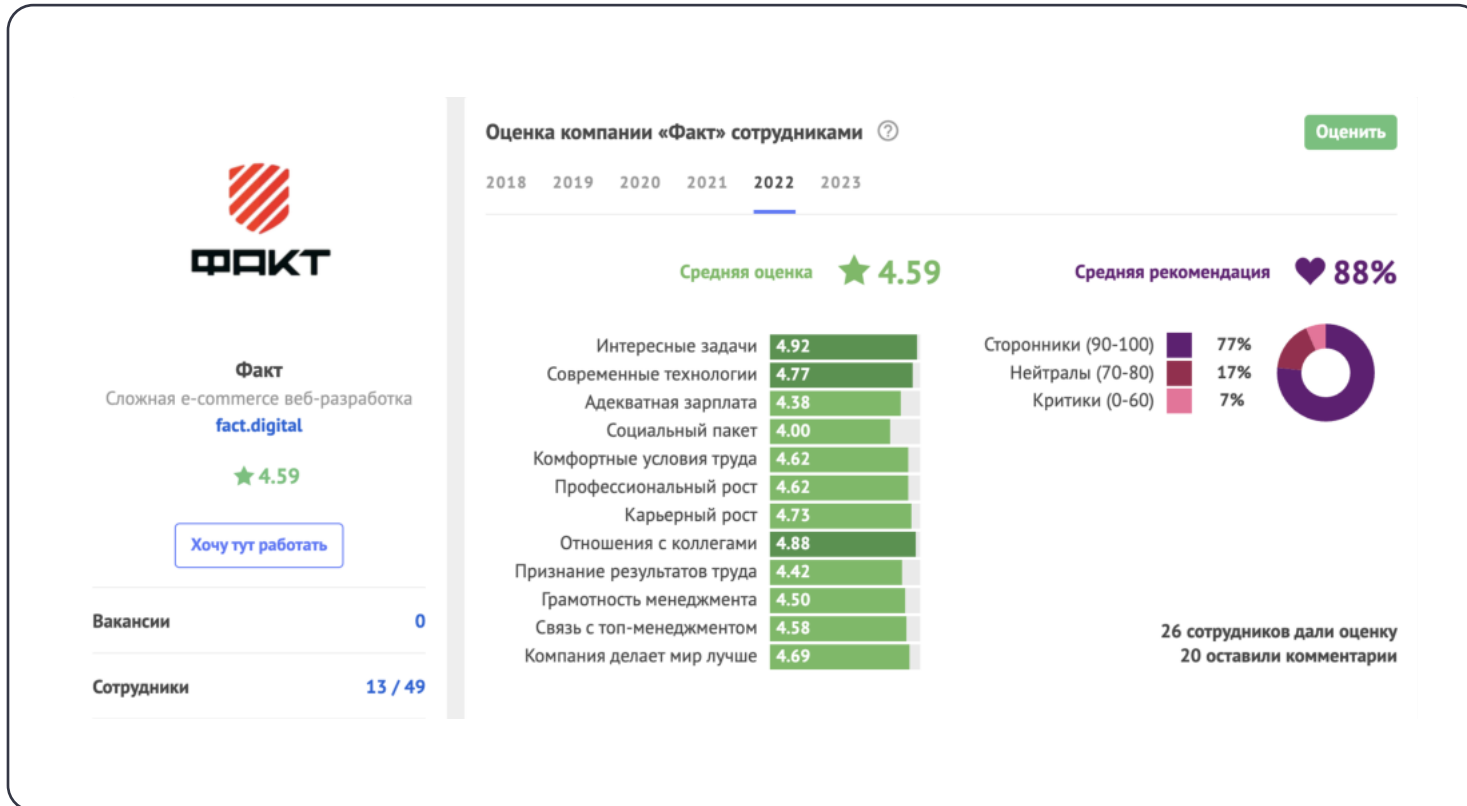 ФАКТ
Факт
Сложная e-commerce веб-разработка
fact.digital
4.59
Хочу тут работать
Вакансии 0
Сотрудники 13 / 49
Оценка компании «Факт» сотрудниками ?
Оценить
2018 2019 2020 2021 2022 2023
Средняя оценка 4.59
Средняя рекомендация 88%
Интересные задачи 4.92
Современные технологии 4.77
Адекватная зарплата 4.38
Социальный пакет 4.00
Комфортные условия труда 4.62
Профессиональный рост 4.62
Карьерный рост 4.73
Отношения с коллегами 4.88
Признание результатов труда 4.42
Грамотность менеджмента 4.50
Связь с топ-менеджментом 4.58
Компания делает мир лучше 4.69
Сторонники (90-100) 77%
Нейтралы (70-80) 17%
Критики (0-60) 7%
26 сотрудников дали оценку
20 оставили комментарии